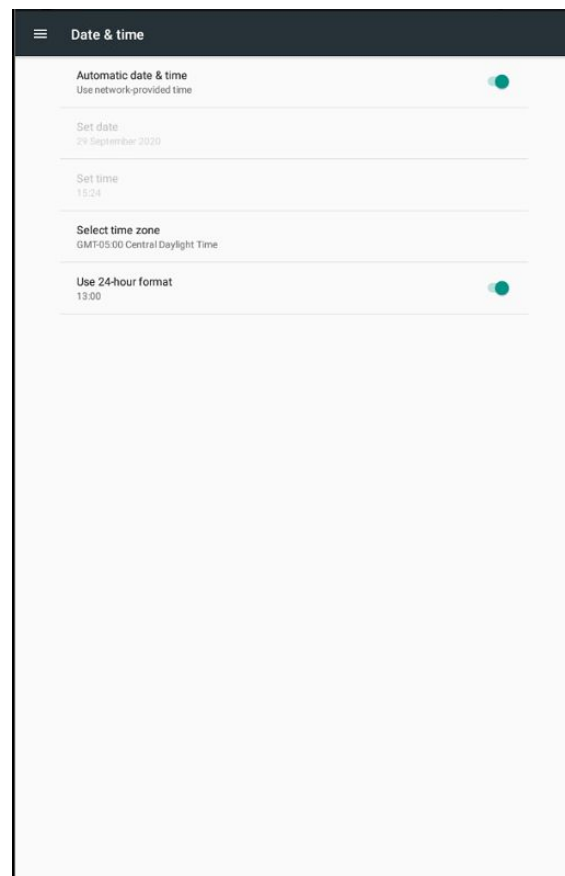 Date & time
Automatic date & time
Use network-provided time
Set date
29 September 2020
Set time
15:24
Select time zone
GMT-05:00 Central Daylight Time
Use 24-hour format
13:00